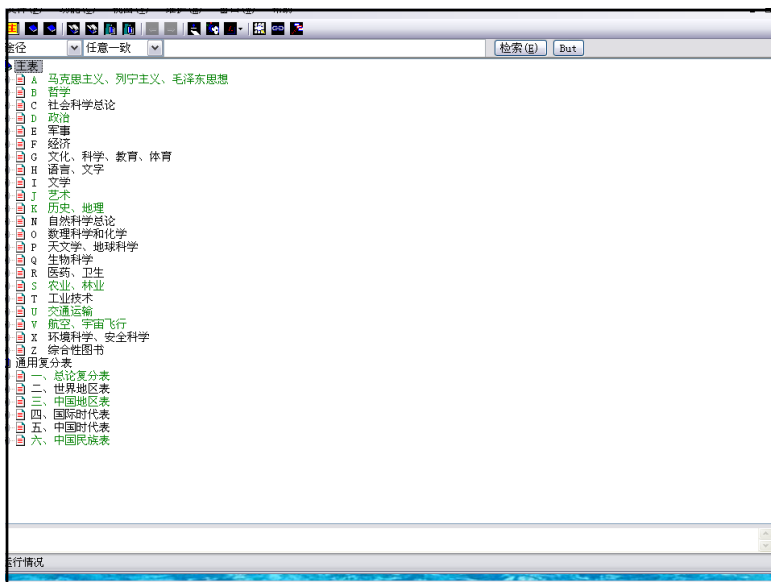 途径 任意一致 检索(E) But
主表
A 马克思主义、列宁主义、毛泽东思想
B 哲学
C 社会科学总论
D 政治
E 军事
F 经济
G 文化、科学、教育、体育
H 语言、文字
I 文学
J 艺术
K 历史、地理
N 自然科学总论
O 数理科学和化学
P 天文学、地球科学
Q 生物科学
R 医药、卫生
S 农业、林业
T 工业技术
U 交通运输
V 航空、宇宙飞行
X 环境科学、安全科学
Z 综合性图书
通用复分表
一、总论复分表
二、世界地区表
三、中国地区表
四、国际时代表
五、中国时代表
六、中国民族表
运行情况